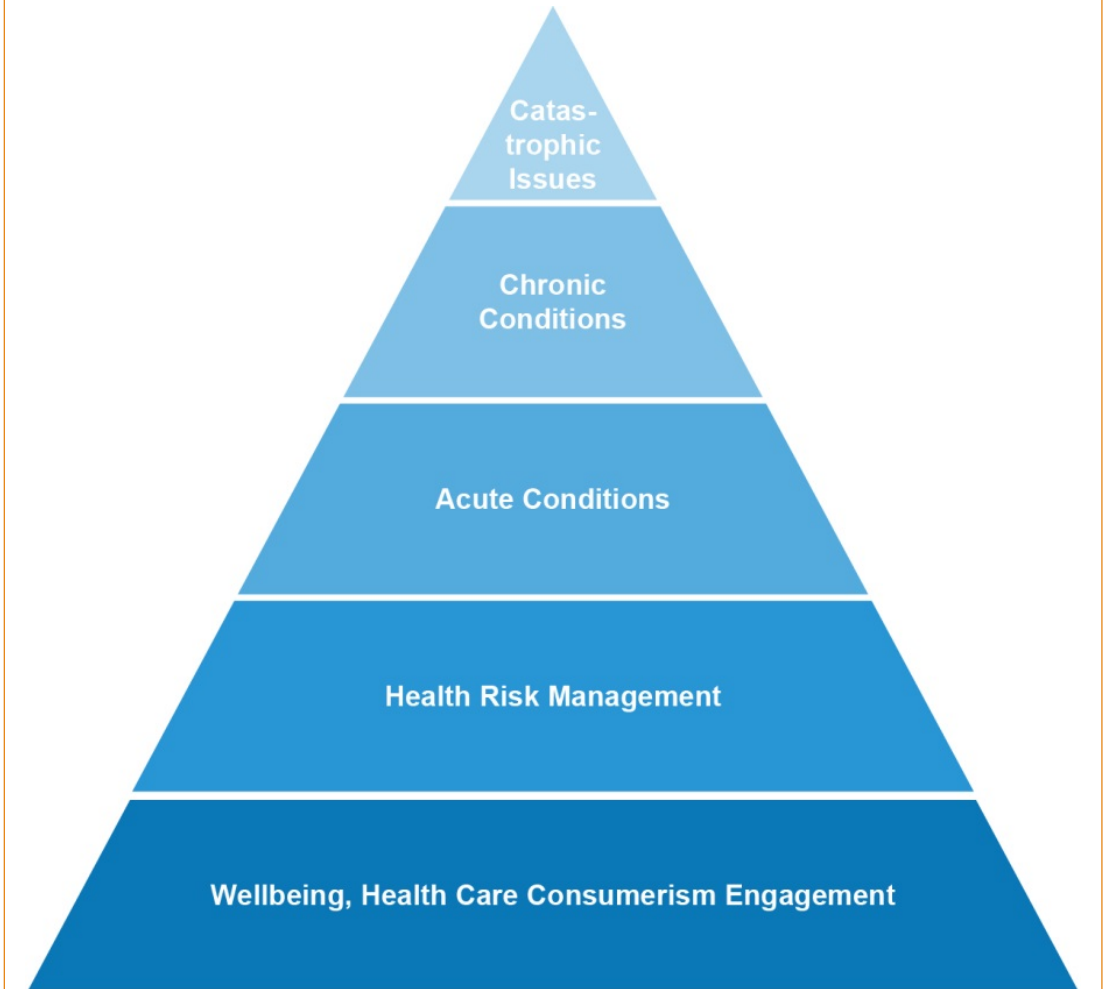 Catas-
trophic
Issues
Chronic
Conditions
Acute Conditions
Health Risk Management
Wellbeing, Health Care Consumerism Engagement